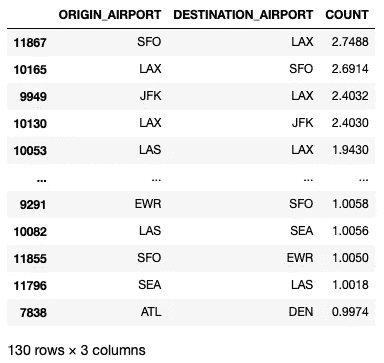 ORIGIN_AIRPORT DESTINATION_AIRPORT COUNT
11867 SFO LAX 2.7488
10165 LAX SFO 2.6914
9949 JFK LAX 2.4032
10130 LAX JFK 2.4030
10053 LAS LAX 1.9430
... ... ... ...
9291 EWR SFO 1.0058
10082 LAS SEA 1.0056
11855 SFO EWR 1.0050
11796 SEA LAS 1.0018
7838 ATL DEN 0.9974
130 rows × 3 columns